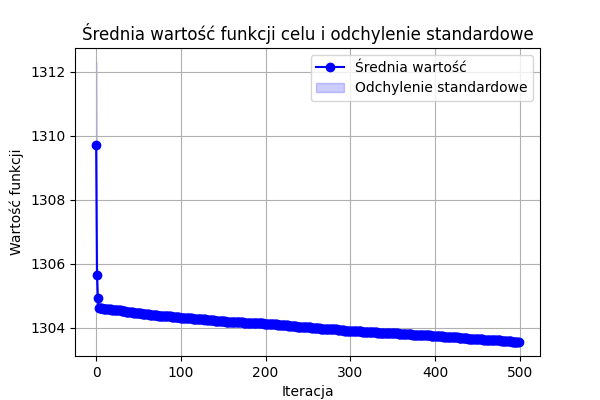 Średnia wartość funkcji celu i odchylenie standardowe
Średnia wartość
Odchylenie standardowe
Wartość funkcji
1312
1310
1308
1306
1304
0 100 200 300 400 500
Iteracja